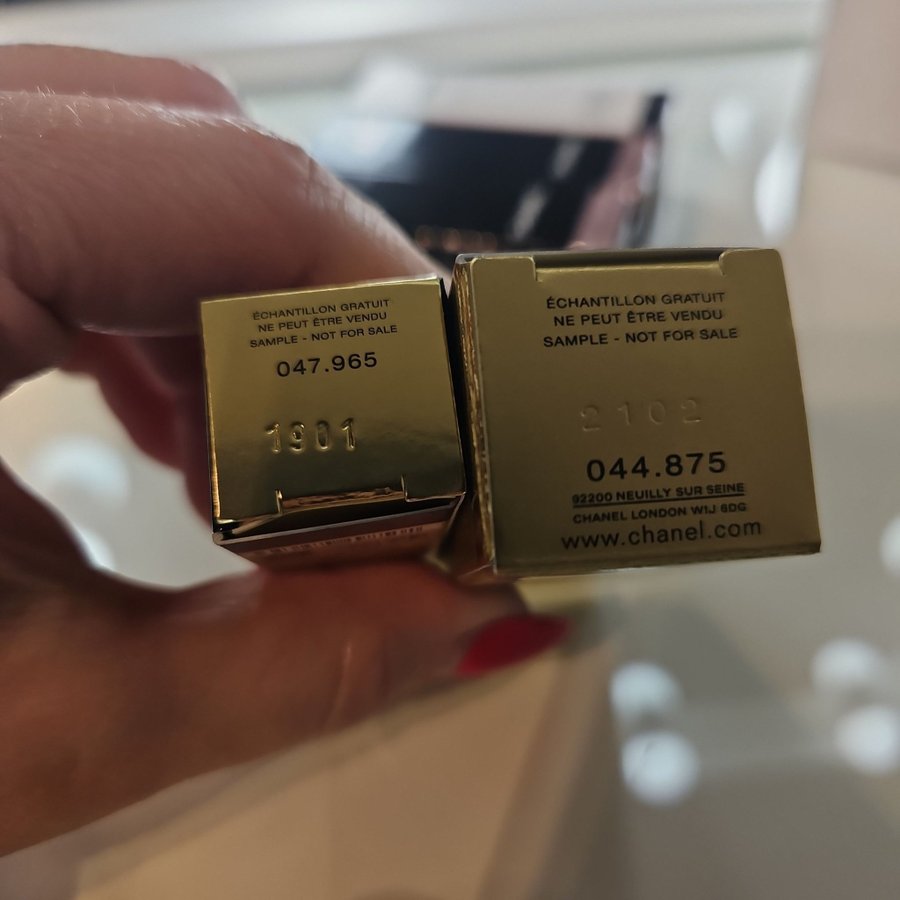 ÉCHANTILLON GRATUIT
NE PEUT ÊTRE VENDU
SAMPLE - NOT FOR SALE
047.965
1901
ÉCHANTILLON GRATUIT
NE PEUT ÊTRE VENDU
SAMPLE - NOT FOR SALE
2102
044.875
92200 NEUILLY SUR SEINE
CHANEL LONDON W1J 6DG
www.chanel.com